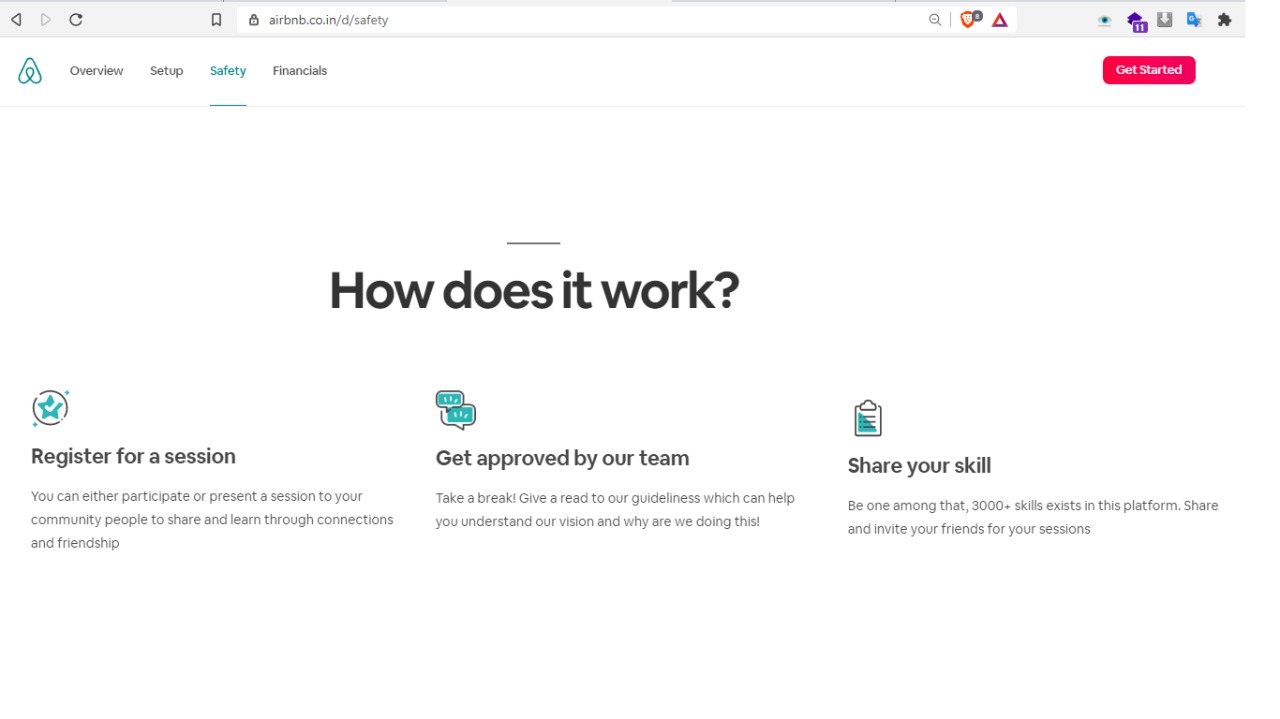 airbnb.co.in/d/safety
8
11
Overview Setup Safety Financials
Get Started
How does it work?
Register for a session
You can either participate or present a session to your
community people to share and learn through connections
and friendship
Get approved by our team
Take a break! Give a read to our guideliness which can help
you understand our vision and why are we doing this!
Share your skill
Be one among that, 3000+ skills exists in this platform. Share
and invite your friends for your sessions